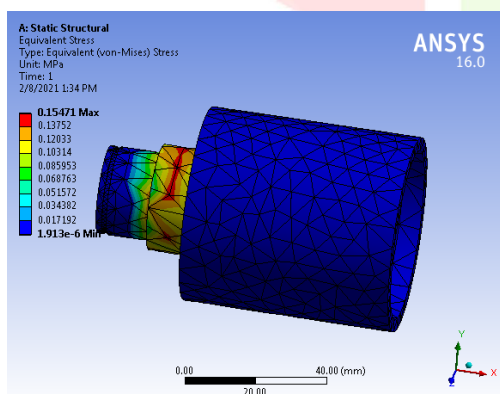 A: Static Structural
Equivalent Stress
Type: Equivalent (von-Mises) Stress
Unit: MPa
Time: 1
2/8/2021 1:34 PM
ANSYS
16.0
0.15471 Max
0.13752
0.12033
0.10314
0.085953
0.068763
0.051572
0.034382
0.017192
1.913e-6 Min
0.00
40.00 (mm)
20.00
Y
X
Z